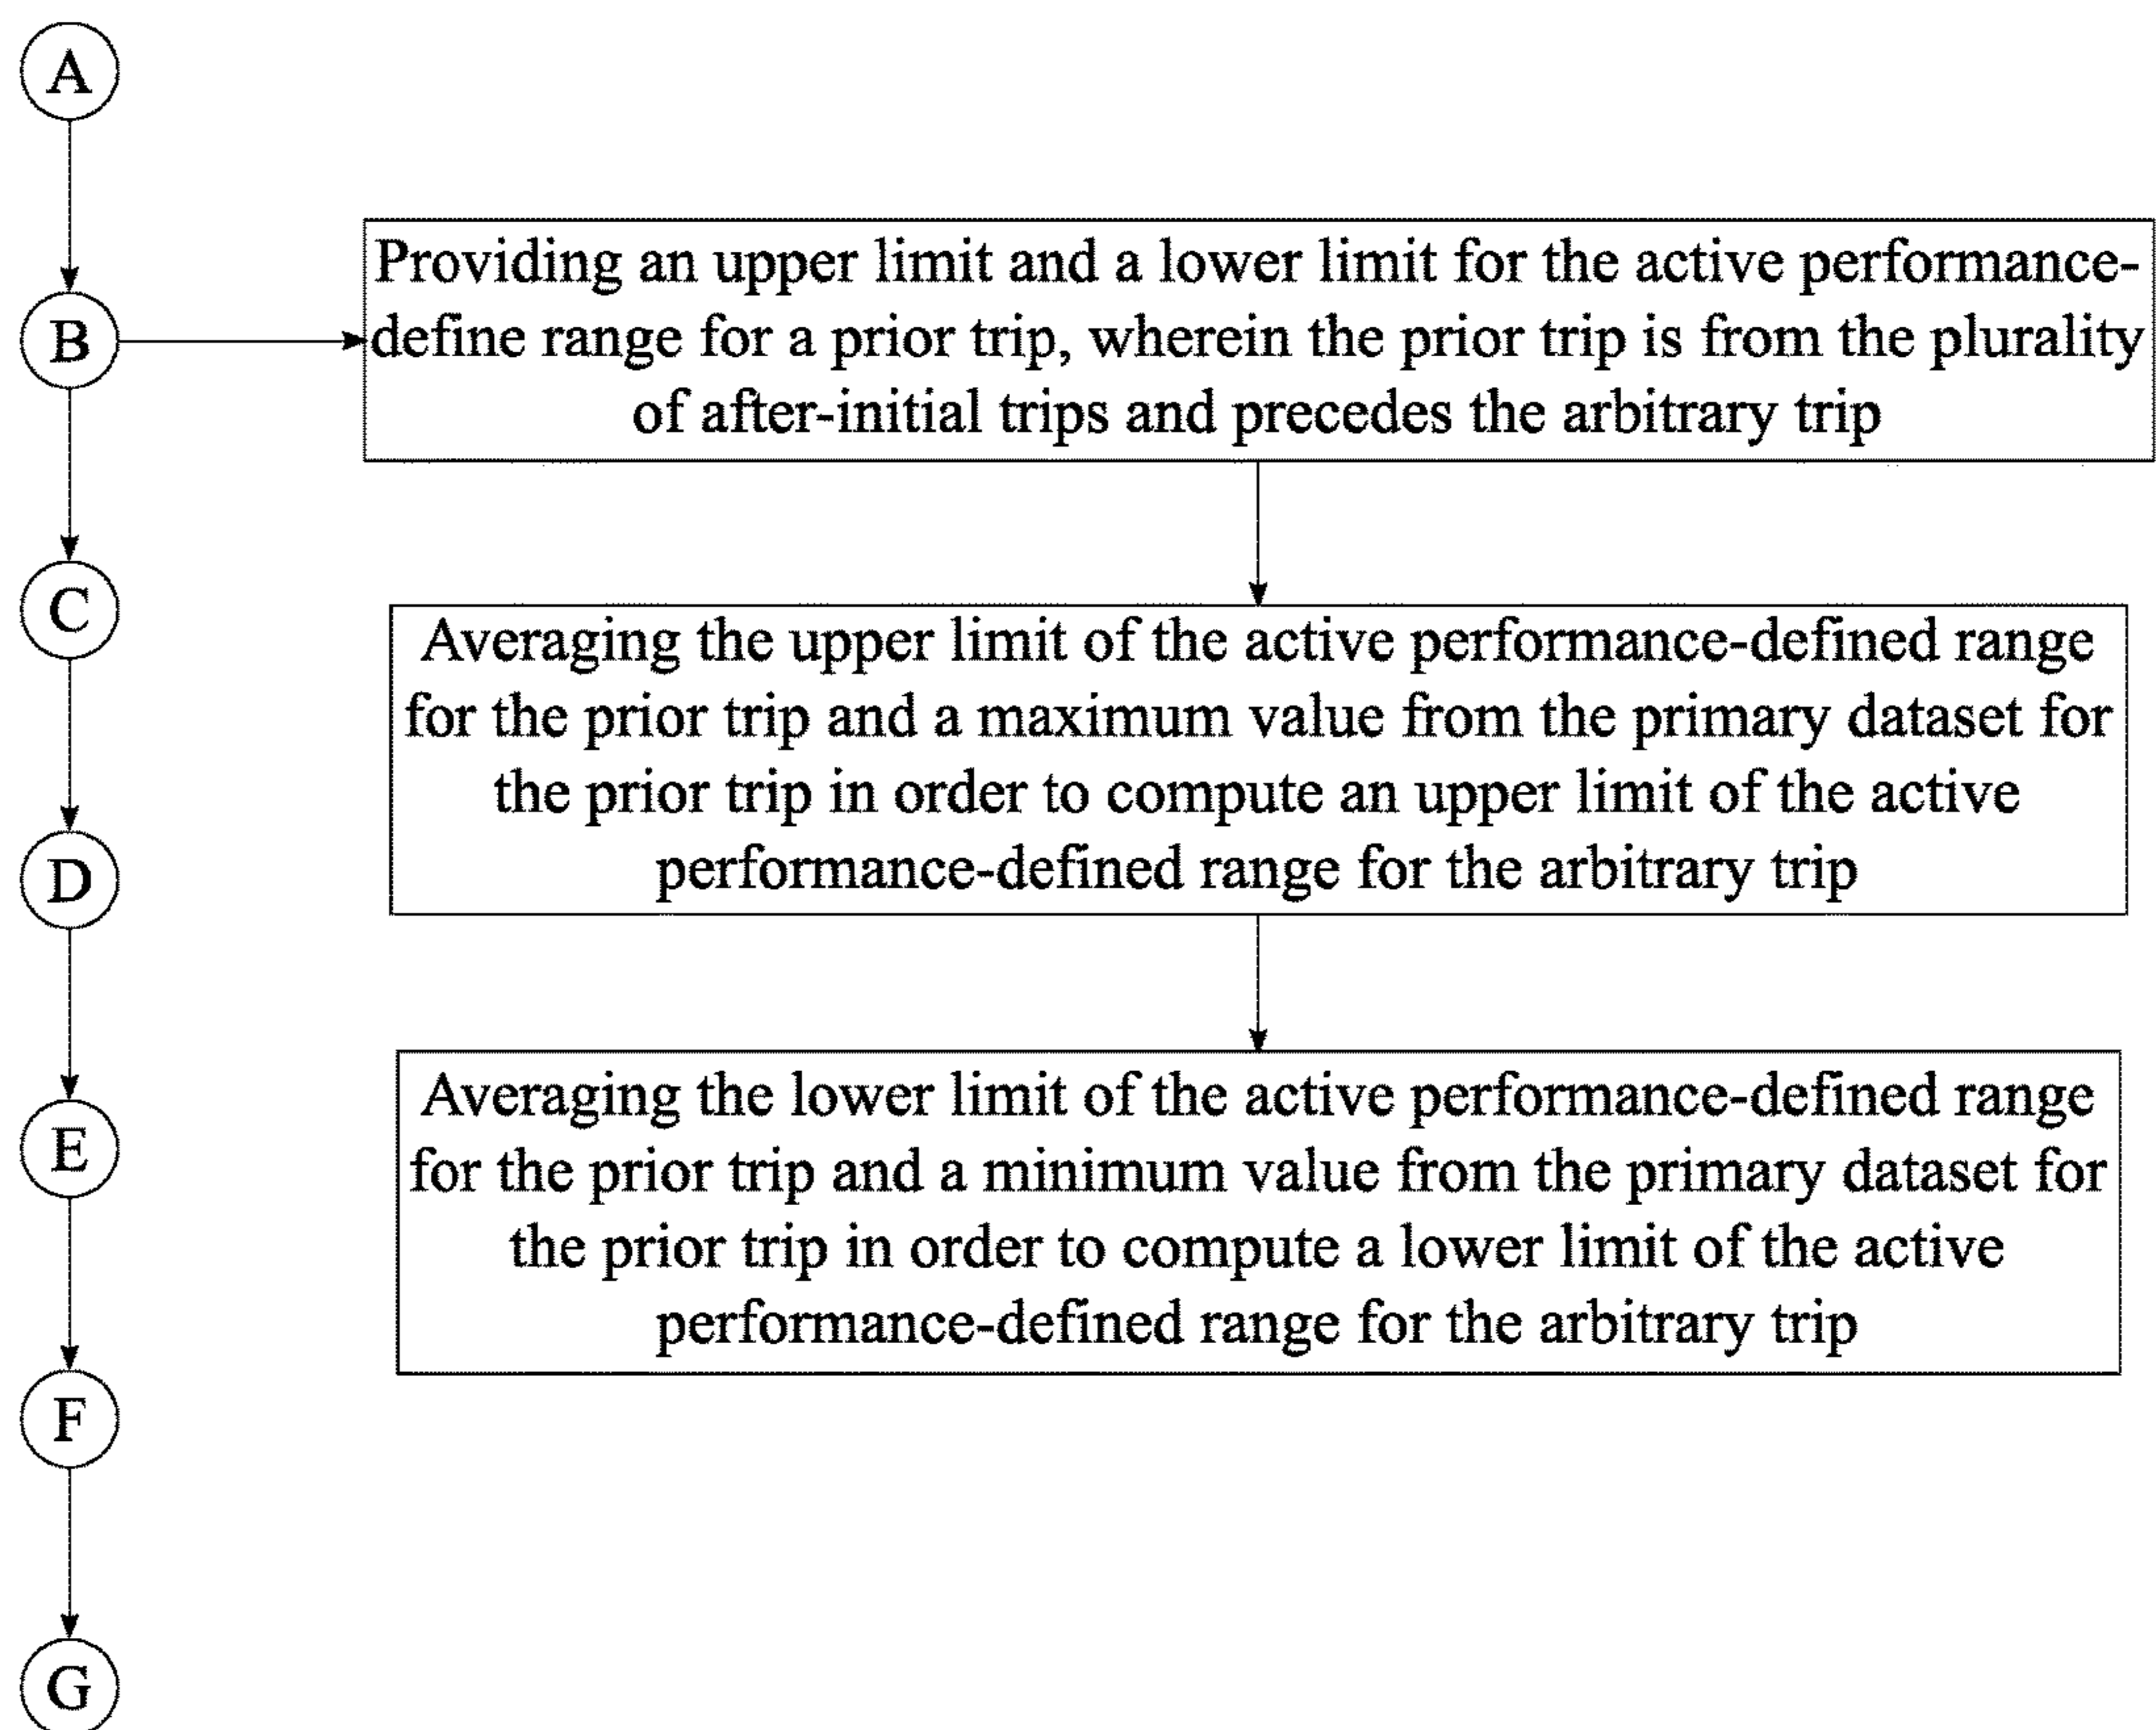 A
B
Providing an upper limit and a lower limit for the active performance-
define range for a prior trip, wherein the prior trip is from the plurality
of after-initial trips and precedes the arbitrary trip
C
Averaging the upper limit of the active performance-defined range
for the prior trip and a maximum value from the primary dataset for
the prior trip in order to compute an upper limit of the active
performance-defined range for the arbitrary trip
D
E
Averaging the lower limit of the active performance-defined range
for the prior trip and a minimum value from the primary dataset for
the prior trip in order to compute a lower limit of the active
performance-defined range for the arbitrary trip
F
G